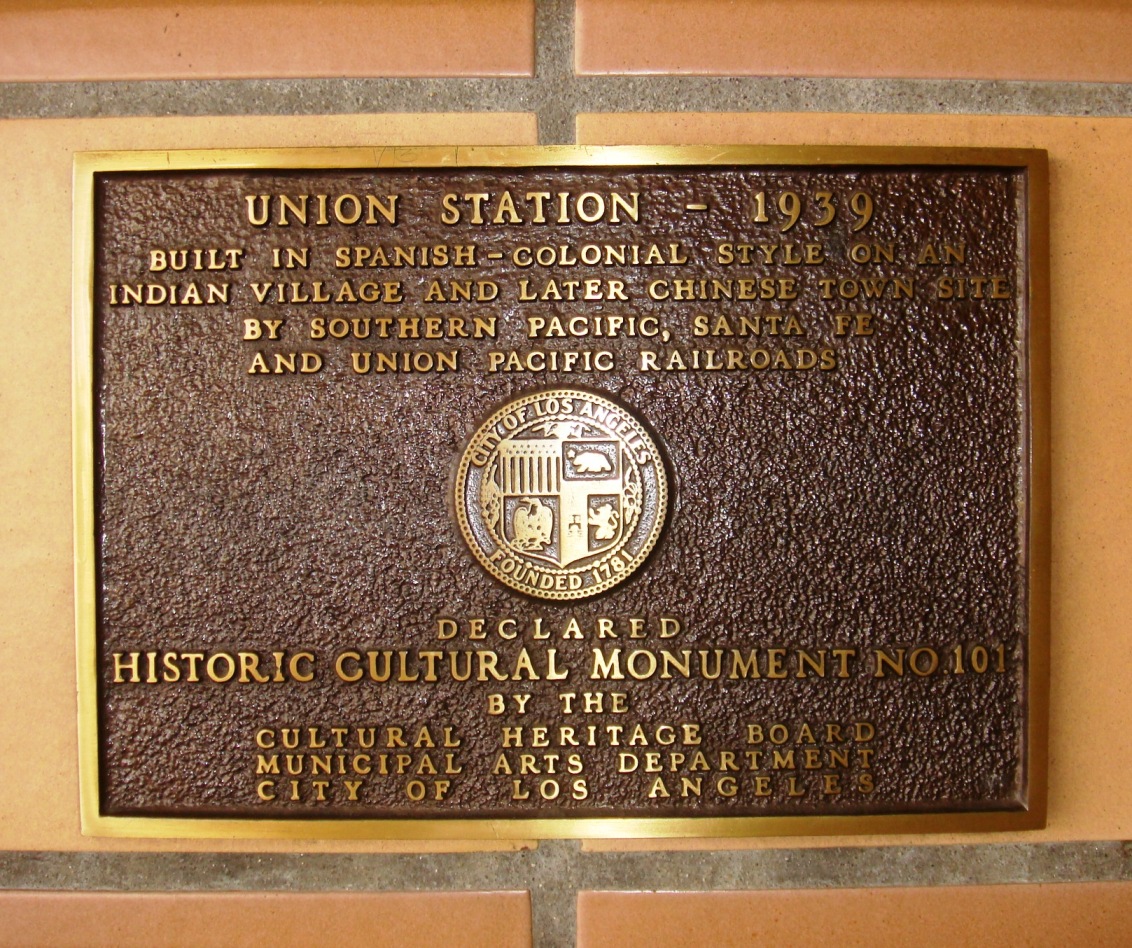 UNION STATION - 1939
BUILT IN SPANISH-COLONIAL STYLE ON AN
INDIAN VILLAGE AND LATER CHINESE TOWN SITE
BY SOUTHERN PACIFIC, SANTA FE
AND UNION PACIFIC RAILROADS
CITY OF LOS ANGELES
FOUNDED 1781
DECLARED
HISTORIC CULTURAL MONUMENT NO.101
BY THE
CULTURAL HERITAGE BOARD
MUNICIPAL ARTS DEPARTMENT
CITY OF LOS ANGELES